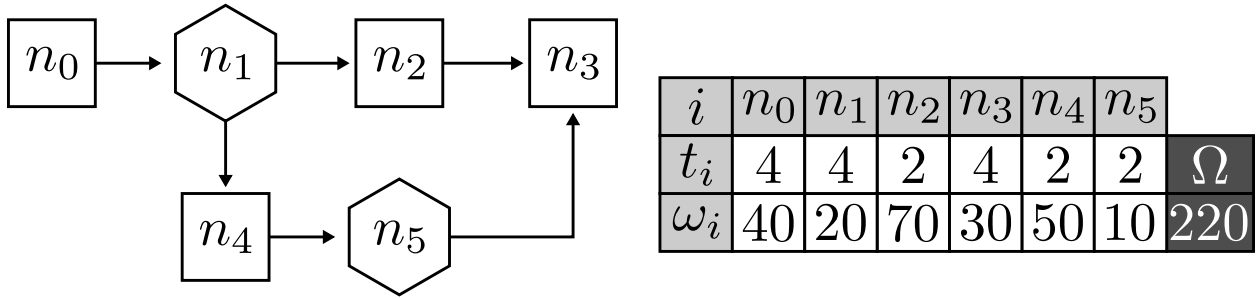 n₀ n₁ n₂ n₃
n₄ n₅
i n₀ n₁ n₂ n₃ n₄ n₅
tᵢ 4 4 2 4 2 2 Ω
ωᵢ 40 20 70 30 50 10 220